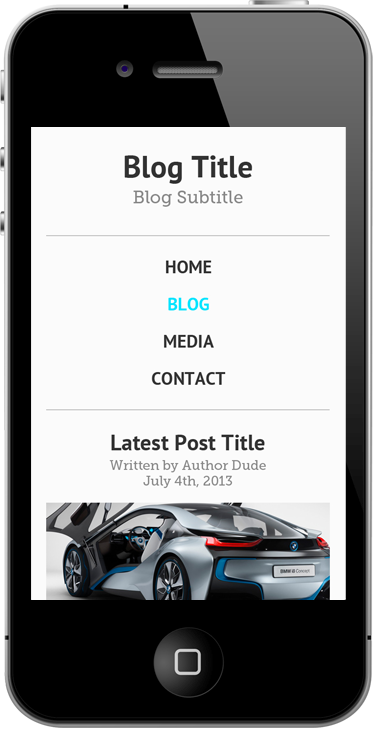 Blog Title
Blog Subtitle
HOME
BLOG
MEDIA
CONTACT
Latest Post Title
Written by Author Dude
July 4th, 2013
BMW i8 Concept